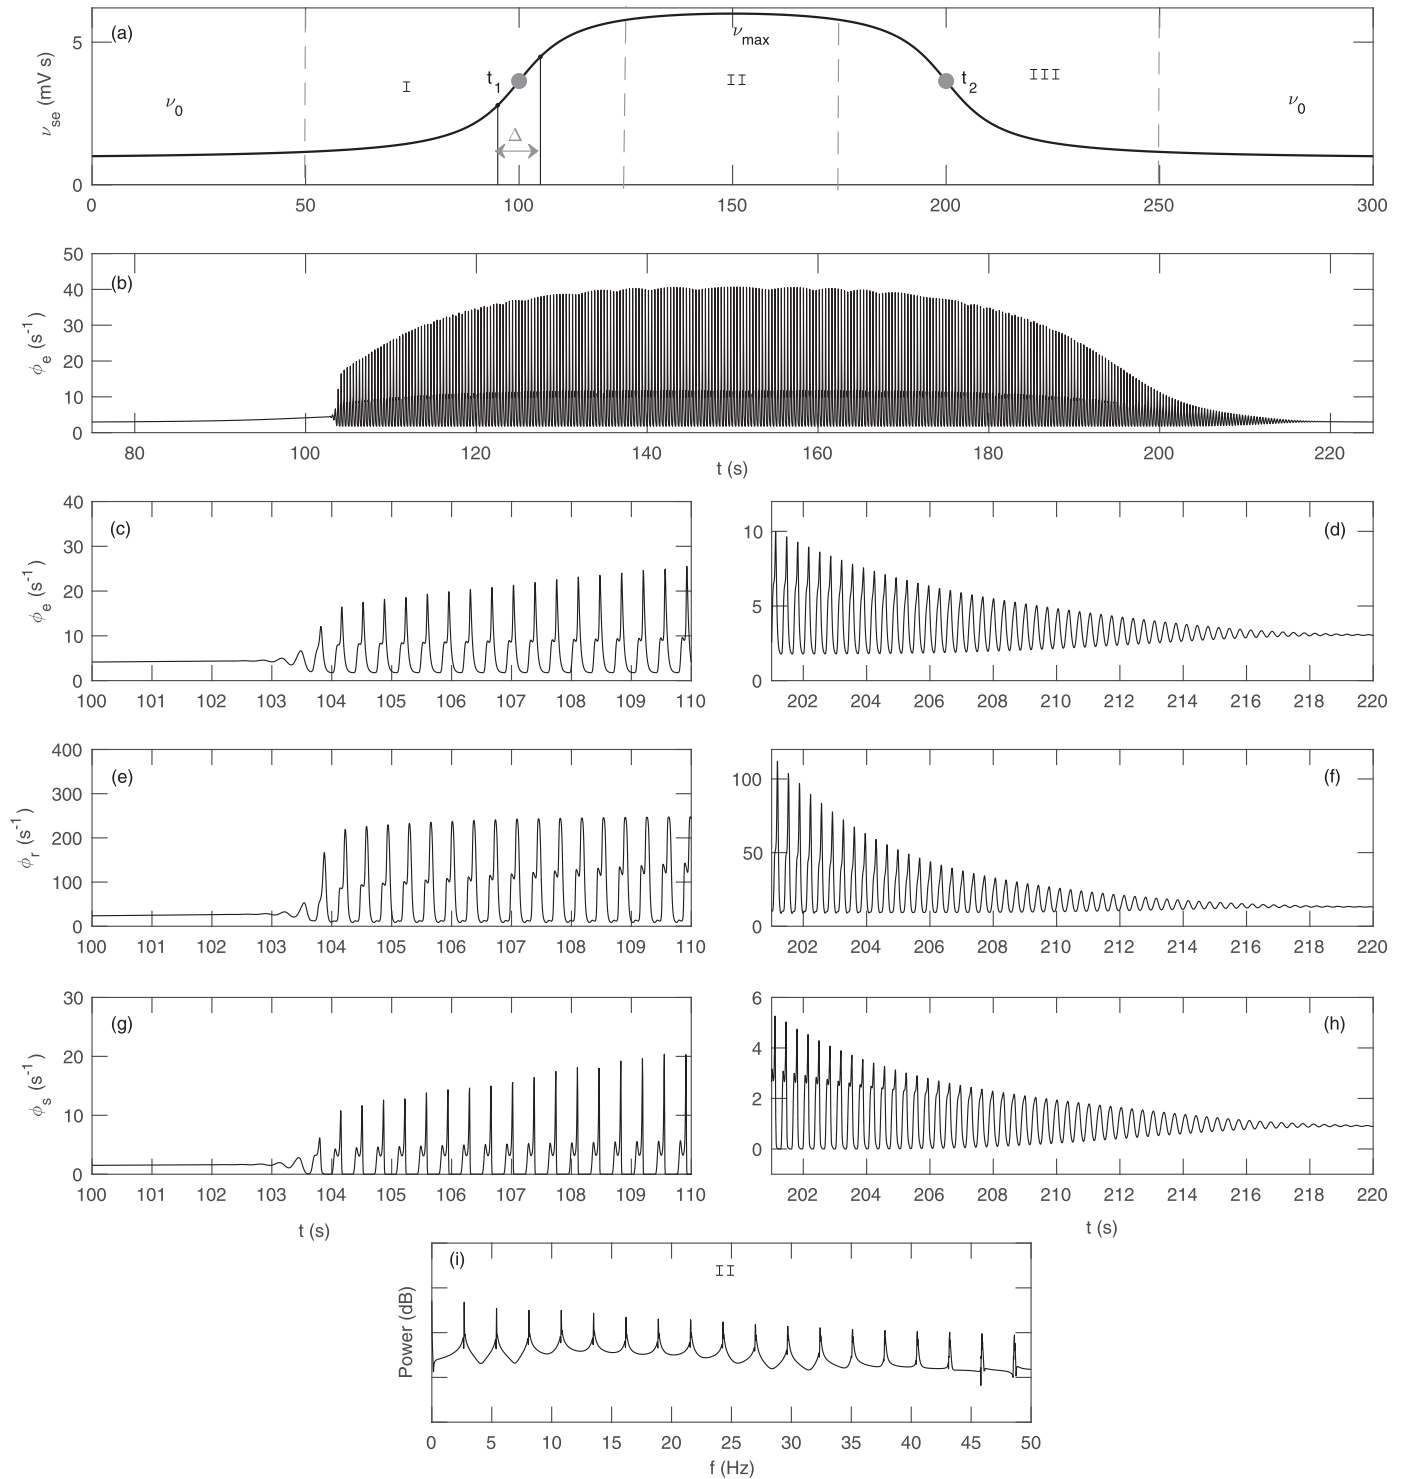 (a)
ν_se (mV s)
5
0
ν_0
I
t_1
Δ
ν_max
II
t_2
III
ν_0
0 50 100 150 200 250 300
(b)
φ_e (s^-1)
50
40
30
20
10
0
80 100 120 140 160 180 200 220
t (s)
(c)
φ_e (s^-1)
40
30
20
10
0
100 101 102 103 104 105 106 107 108 109 110
(d)
10
5
0
202 204 206 208 210 212 214 216 218 220
(e)
φ_r (s^-1)
400
300
200
100
0
100 101 102 103 104 105 106 107 108 109 110
(f)
100
50
0
202 204 206 208 210 212 214 216 218 220
(g)
φ_s (s^-1)
30
20
10
0
100 101 102 103 104 105 106 107 108 109 110
t (s)
(h)
6
4
2
0
202 204 206 208 210 212 214 216 218 220
t (s)
(i)
II
Power (dB)
0 5 10 15 20 25 30 35 40 45 50
f (Hz)